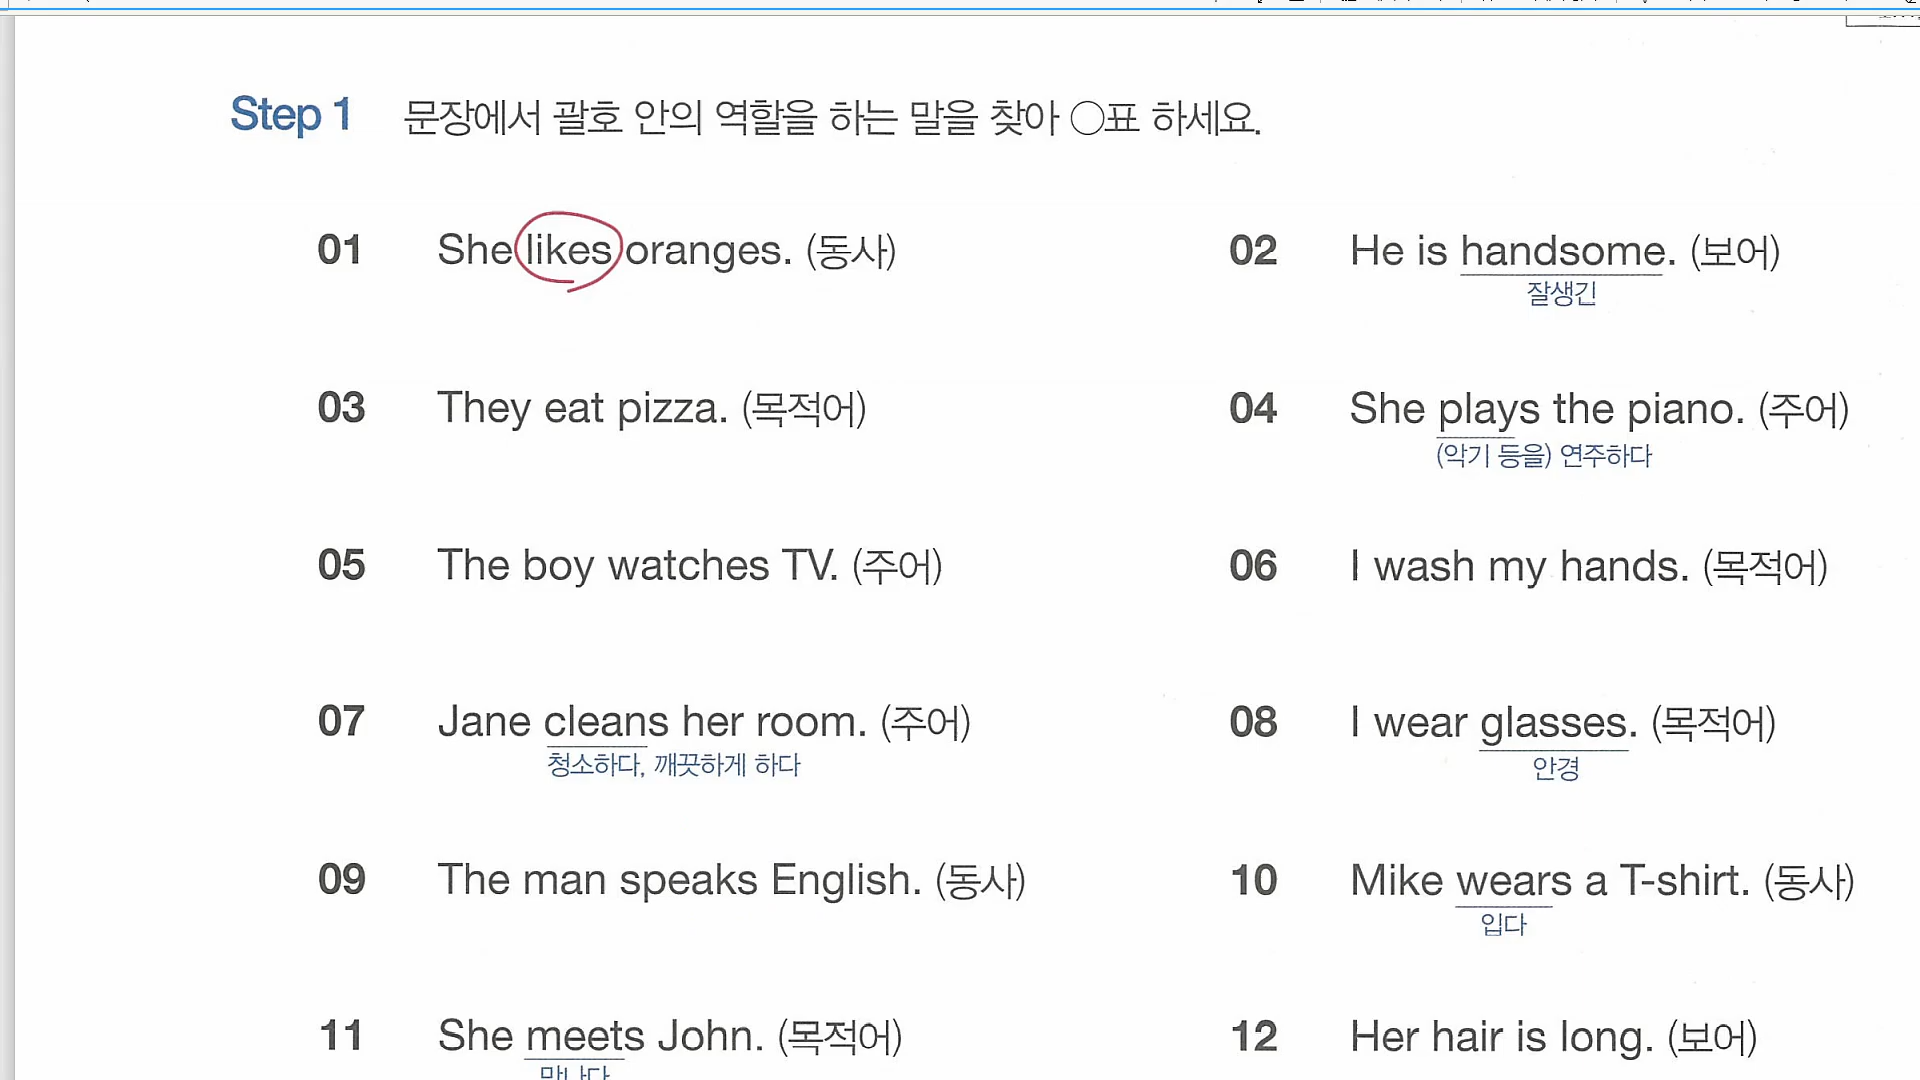 Step 1 문장에서 괄호 안의 역할을 하는 말을 찾아 ○표 하세요.
01 She likes oranges. (동사)
02 He is handsome. (보어)
잘생긴
03 They eat pizza. (목적어)
04 She plays the piano. (주어)
(악기 등을) 연주하다
05 The boy watches TV. (주어)
06 I wash my hands. (목적어)
07 Jane cleans her room. (주어)
청소하다, 깨끗하게 하다
08 I wear glasses. (목적어)
안경
09 The man speaks English. (동사)
10 Mike wears a T-shirt. (동사)
입다
11 She meets John. (목적어)
만나다
12 Her hair is long. (보어)